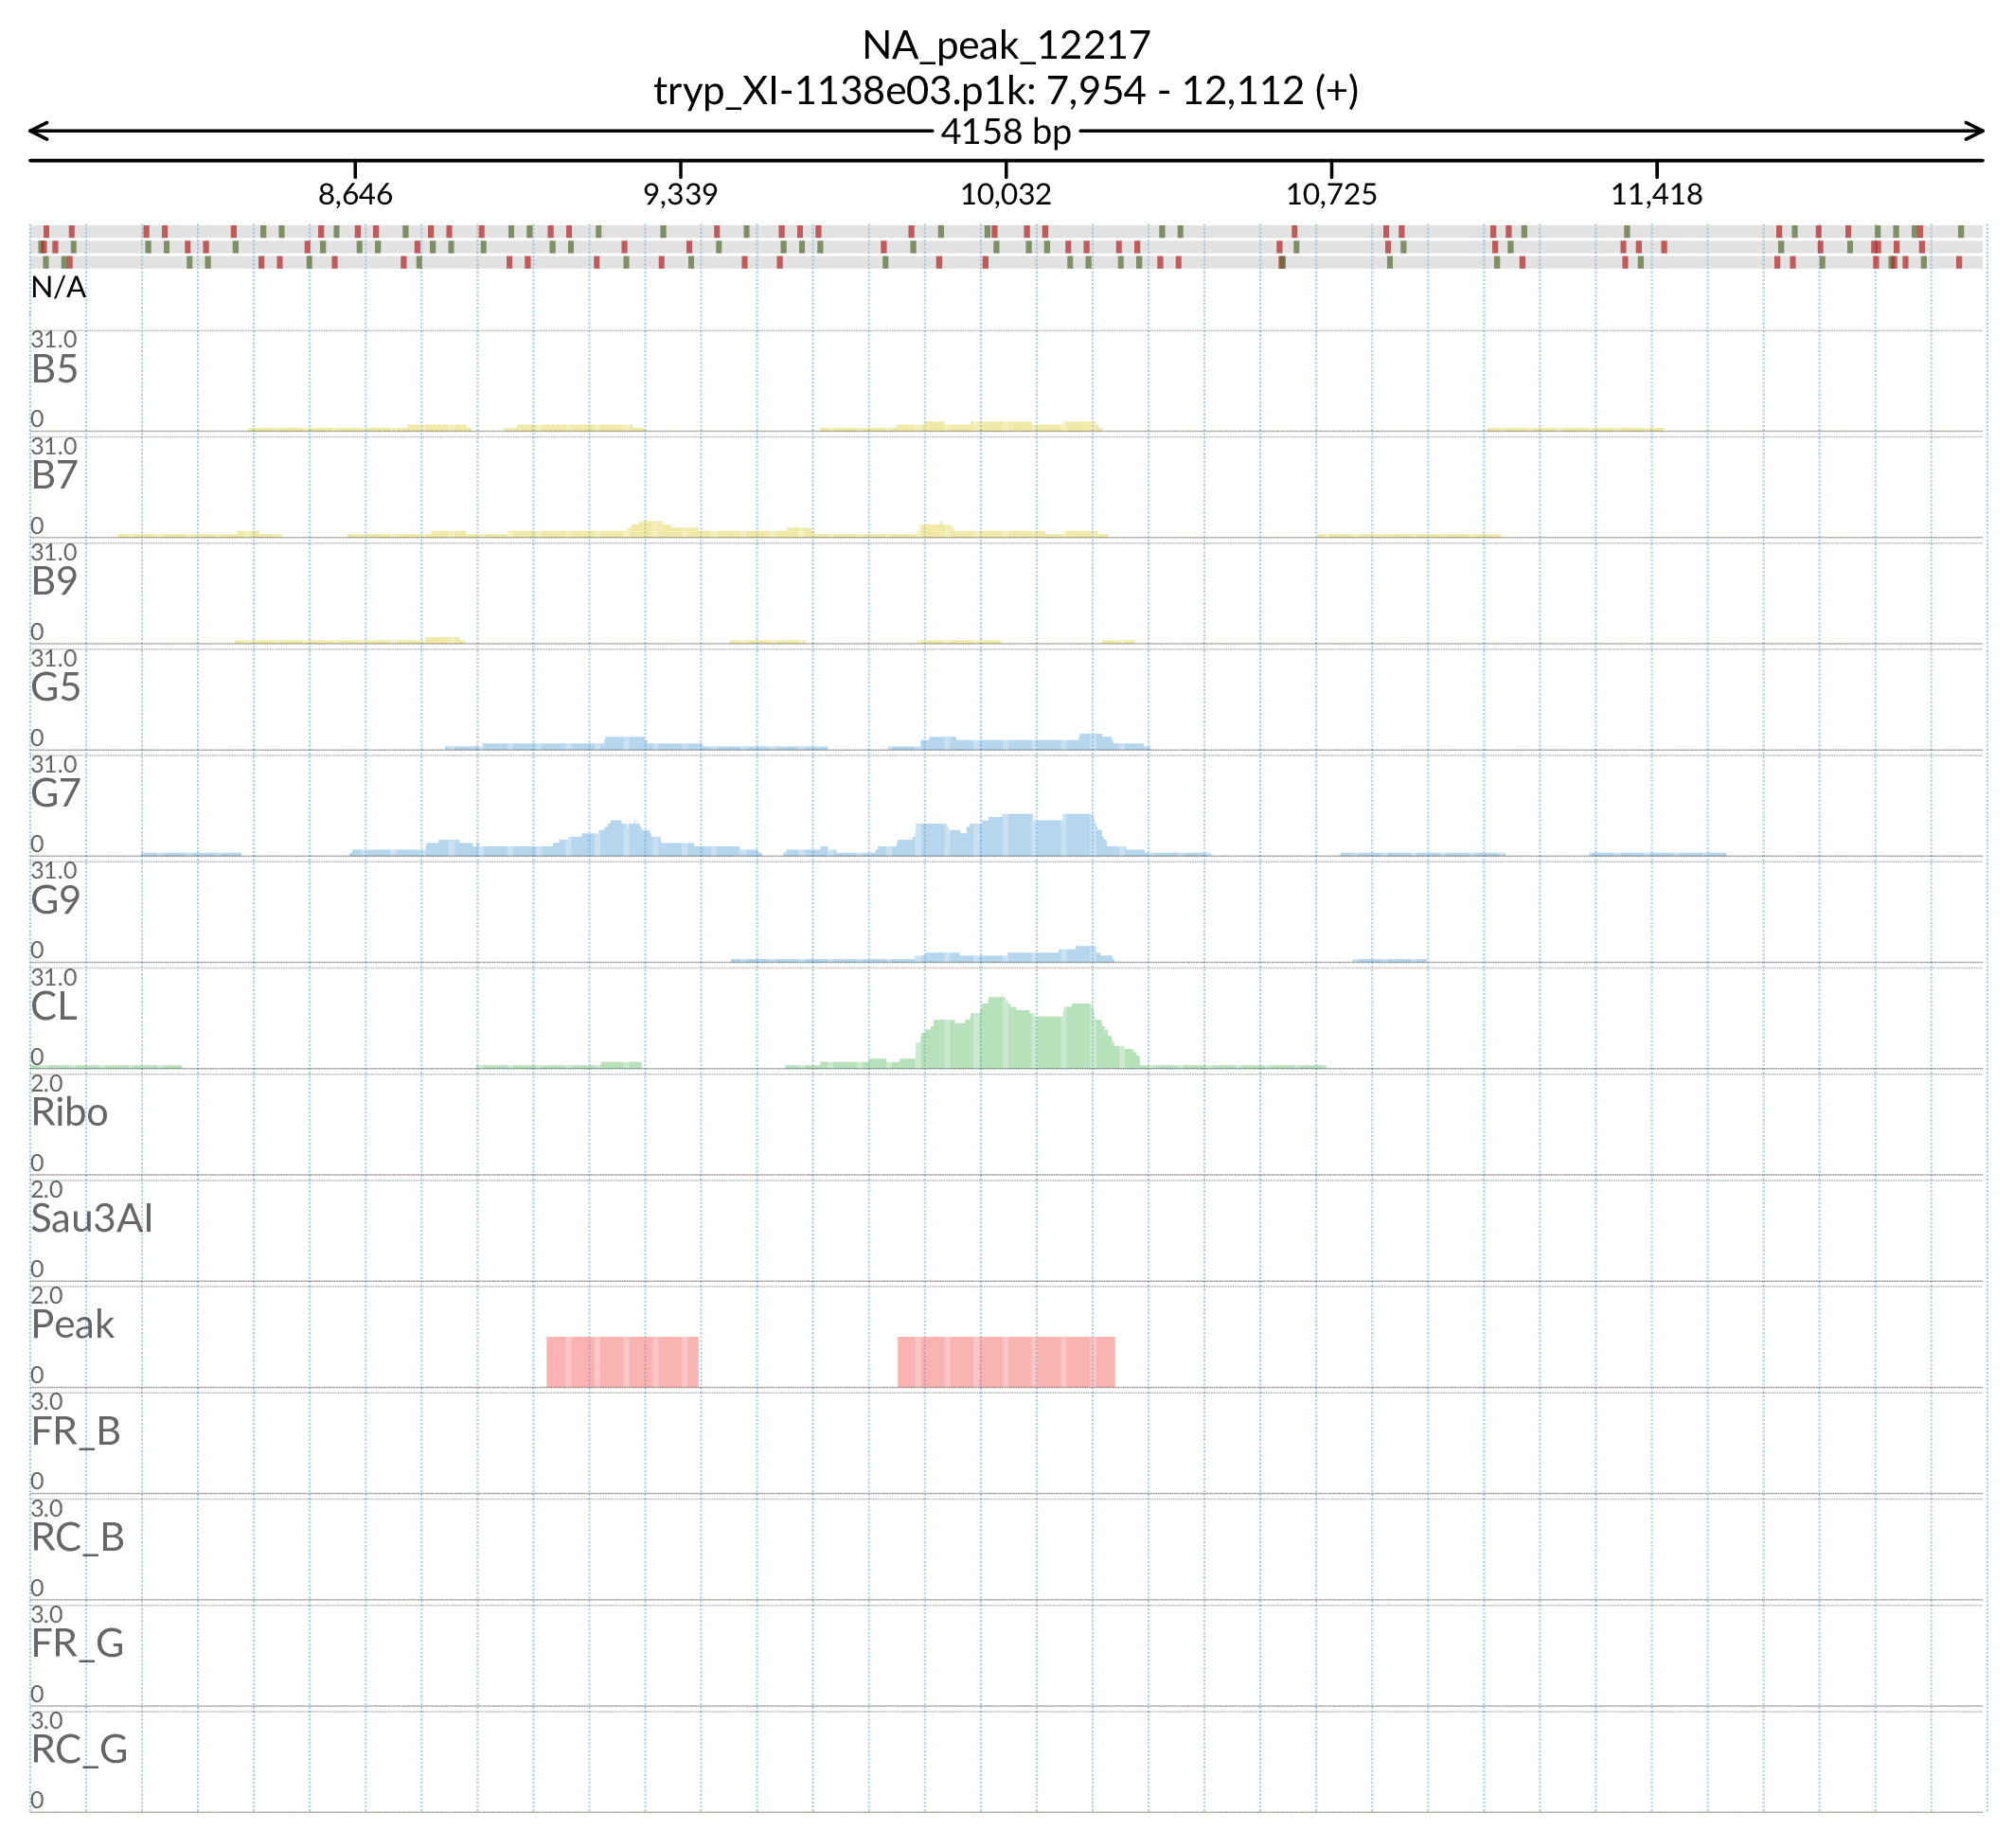 NA_peak_12217
tryp_XI-1138e03.p1k: 7,954 - 12,112 (+)
4158 bp
8,646 9,339 10,032 10,725 11,418
N/A
31.0
B5
0
31.0
B7
0
31.0
B9
0
31.0
G5
0
31.0
G7
0
31.0
G9
0
31.0
CL
0
2.0
Ribo
0
2.0
Sau3AI
0
2.0
Peak
0
3.0
FR_B
0
3.0
RC_B
0
3.0
FR_G
0
3.0
RC_G
0